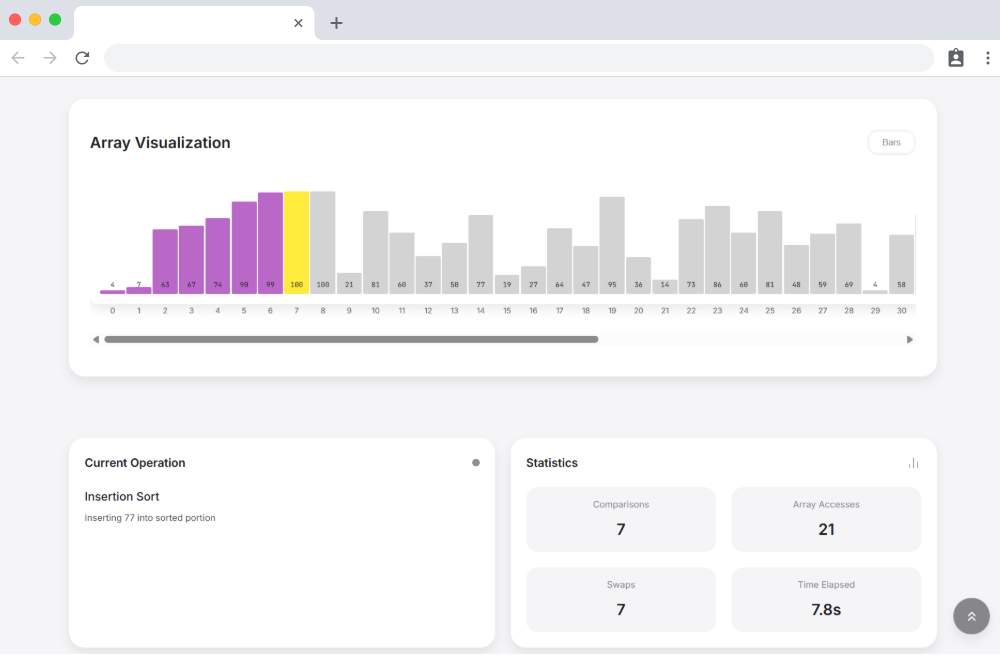 Array Visualization
Bars
4 7 63 67 74 90 99 100 100 21 81 60 37 50 77 19 27 64 47 95 36 14 73 86 60 81 48 59 69 4 58
0 1 2 3 4 5 6 7 8 9 10 11 12 13 14 15 16 17 18 19 20 21 22 23 24 25 26 27 28 29 30
Current Operation
Insertion Sort
Inserting 77 into sorted portion
Statistics
Comparisons
7
Array Accesses
21
Swaps
7
Time Elapsed
7.8s